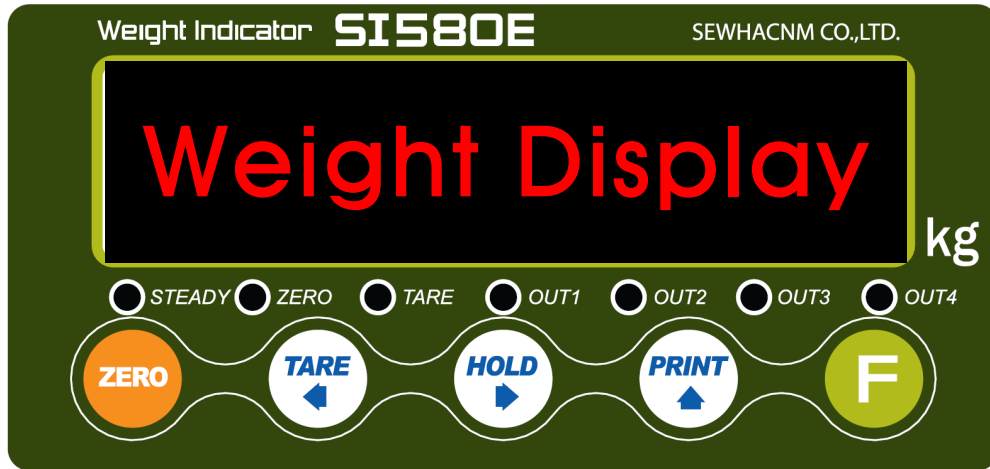 Weight Indicator SI580E SEWHACNM CO.,LTD.
Weight Display
kg
STEADY ZERO TARE OUT1 OUT2 OUT3 OUT4
ZERO TARE HOLD PRINT F